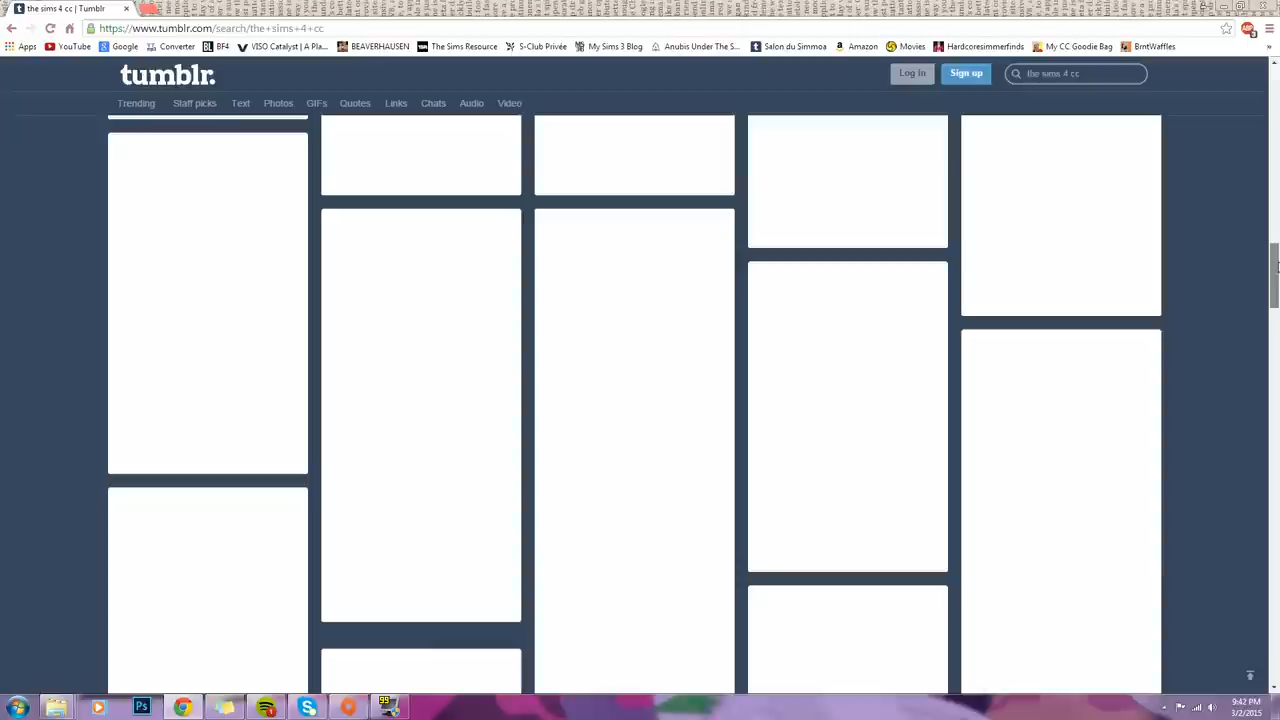 the sims 4 cc | Tumblr
https://www.tumblr.com/search/the+sims+4+cc
Apps YouTube Google Converter BF4 VISO Catalyst | A Pla... BEAVERHAUSEN The Sims Resource S-Club Privée My Sims 3 Blog Anubis Under The S... Salon du Simmoa Amazon Movies Hardcoresimmerfinds My CC Goodie Bag BrntWaffles »
tumblr. Log in Sign up the sims 4 cc
Trending Staff picks Text Photos GIFs Quotes Links Chats Audio Video
Ps 99
9:42 PM
3/2/2015